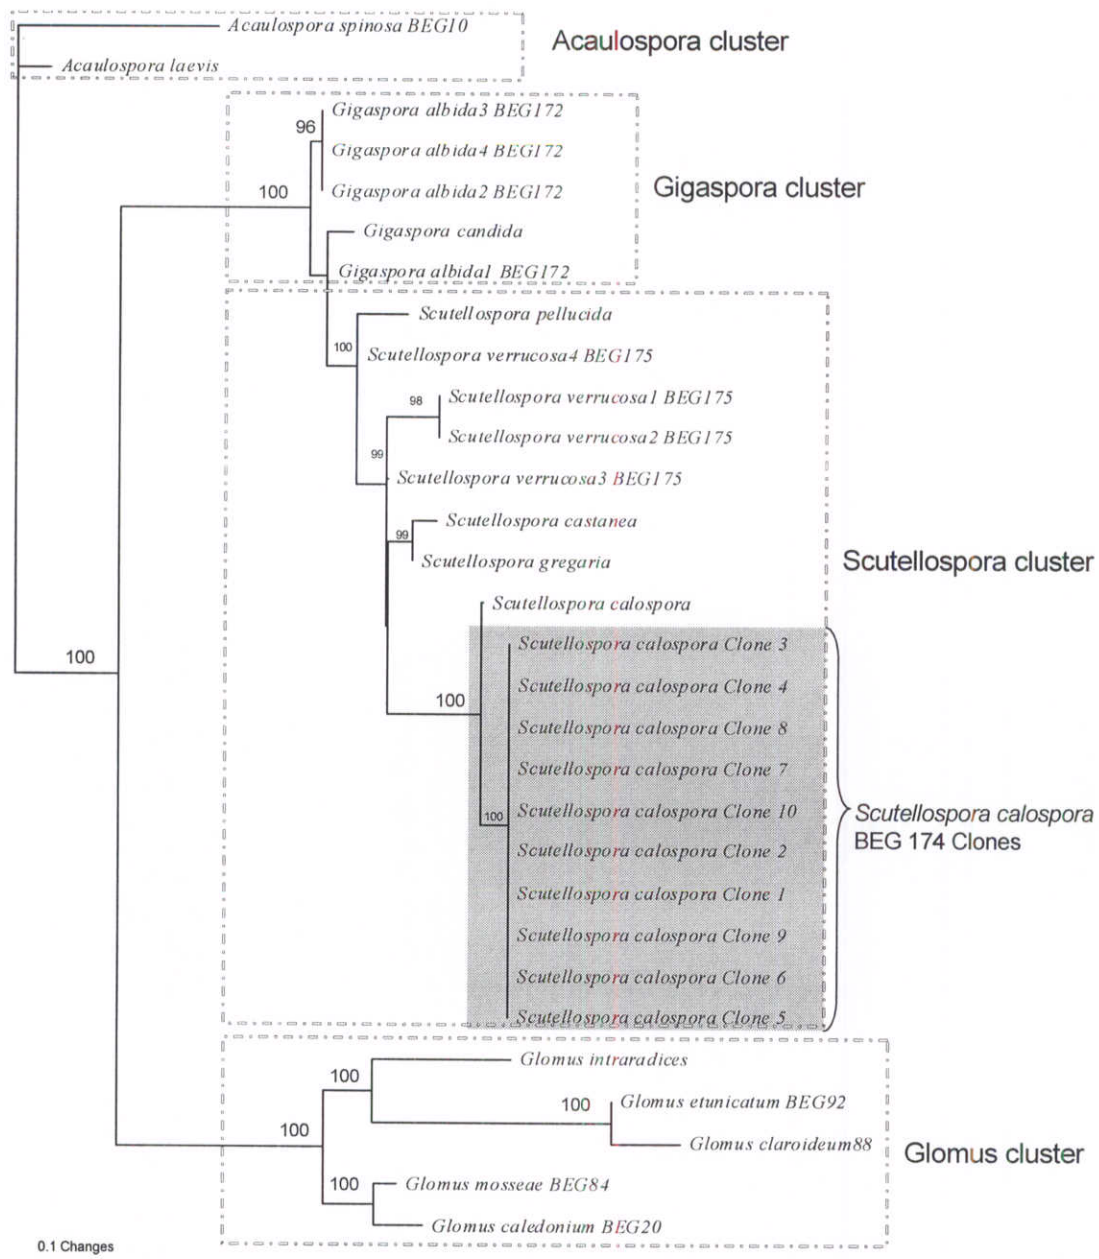 Acaulospora spinosa BEG10
Acaulospora cluster
Acaulospora laevis
Gigaspora albida3 BEG172
96
Gigaspora albida4 BEG172
Gigaspora albida2 BEG172
100
Gigaspora cluster
Gigaspora candida
Gigaspora albida1 BEG172
Scutellospora pellucida
100
Scutellospora verrucosa4 BEG175
98
Scutellospora verrucosa1 BEG175
Scutellospora verrucosa2 BEG175
99
Scutellospora verrucosa3 BEG175
Scutellospora castanea
99
Scutellospora gregaria
Scutellospora cluster
Scutellospora calospora
Scutellospora calospora Clone 3
100
Scutellospora calospora Clone 4
100
Scutellospora calospora Clone 8
Scutellospora calospora Clone 7
Scutellospora calospora Clone 10
100
Scutellospora calospora
BEG 174 Clones
Scutellospora calospora Clone 2
Scutellospora calospora Clone 1
Scutellospora calospora Clone 9
Scutellospora calospora Clone 6
Scutellospora calospora Clone 5
Glomus intraradices
100
100
Glomus etunicatum BEG92
100
Glomus claroideum88
Glomus cluster
100
Glomus mosseae BEG84
Glomus caledonium BEG20
0.1 Changes